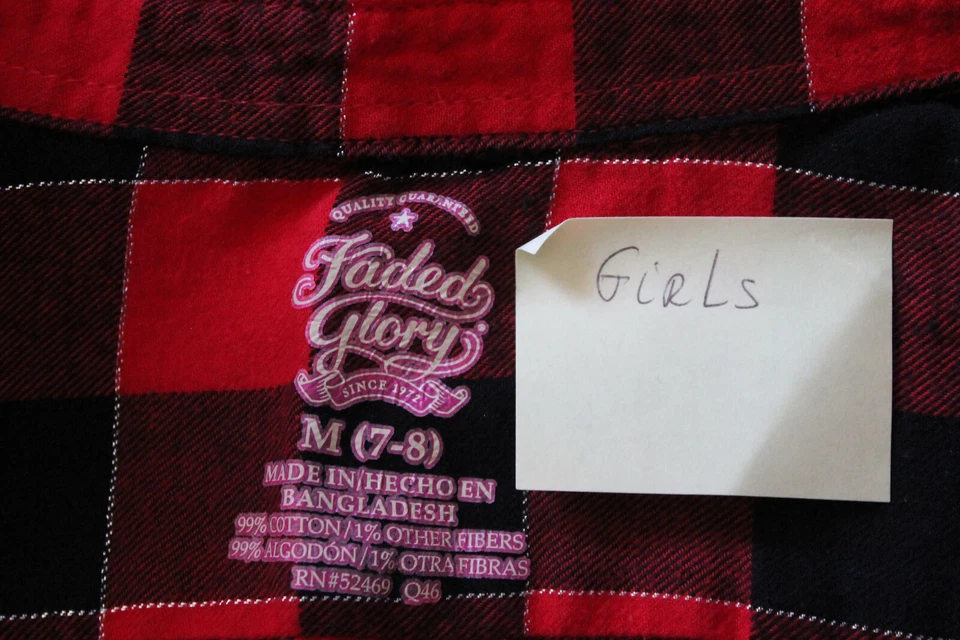 QUALITY GUARANTEED
Faded
Glory
SINCE 1972
M (7-8)
MADE IN/HECHO EN
BANGLADESH
99% COTTON/1% OTHER FIBERS
99% ALGODÓN/1% OTRA FIBRAS
RN#52469 Q46
GiRLs